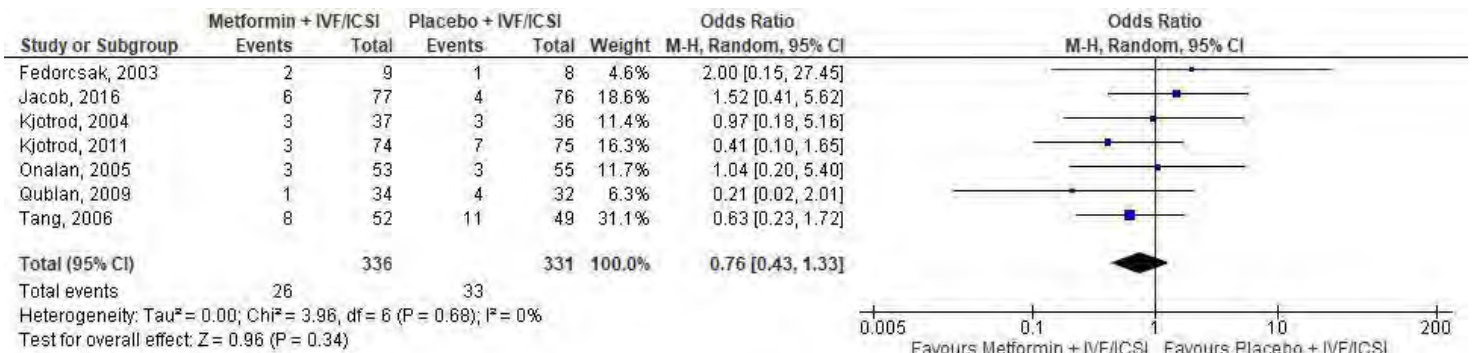 Metformin + IVF/ICSI Placebo + IVF/ICSI Odds Ratio Odds Ratio
Study or Subgroup Events Total Events Total Weight M-H, Random, 95% CI M-H, Random, 95% CI
Fedorcsak, 2003 2 9 1 8 4.6% 2.00 [0.15, 27.45]
Jacob, 2016 6 77 4 76 18.6% 1.52 [0.41, 5.62]
Kjotrod, 2004 3 37 3 36 11.4% 0.97 [0.18, 5.16]
Kjotrod, 2011 3 74 7 75 16.3% 0.41 [0.10, 1.65]
Onalan, 2005 3 53 3 55 11.7% 1.04 [0.20, 5.40]
Qublan, 2009 1 34 4 32 6.3% 0.21 [0.02, 2.01]
Tang, 2006 8 52 11 49 31.1% 0.63 [0.23, 1.72]
Total (95% CI) 336 331 100.0% 0.76 [0.43, 1.33]
Total events 26 33
Heterogeneity: Tau² = 0.00; Chi² = 3.96, df = 6 (P = 0.68); I² = 0%
Test for overall effect: Z = 0.96 (P = 0.34)
0.005 0.1 1 10 200
Favours Metformin + IVF/ICSI Favours Placebo + IVF/ICSI